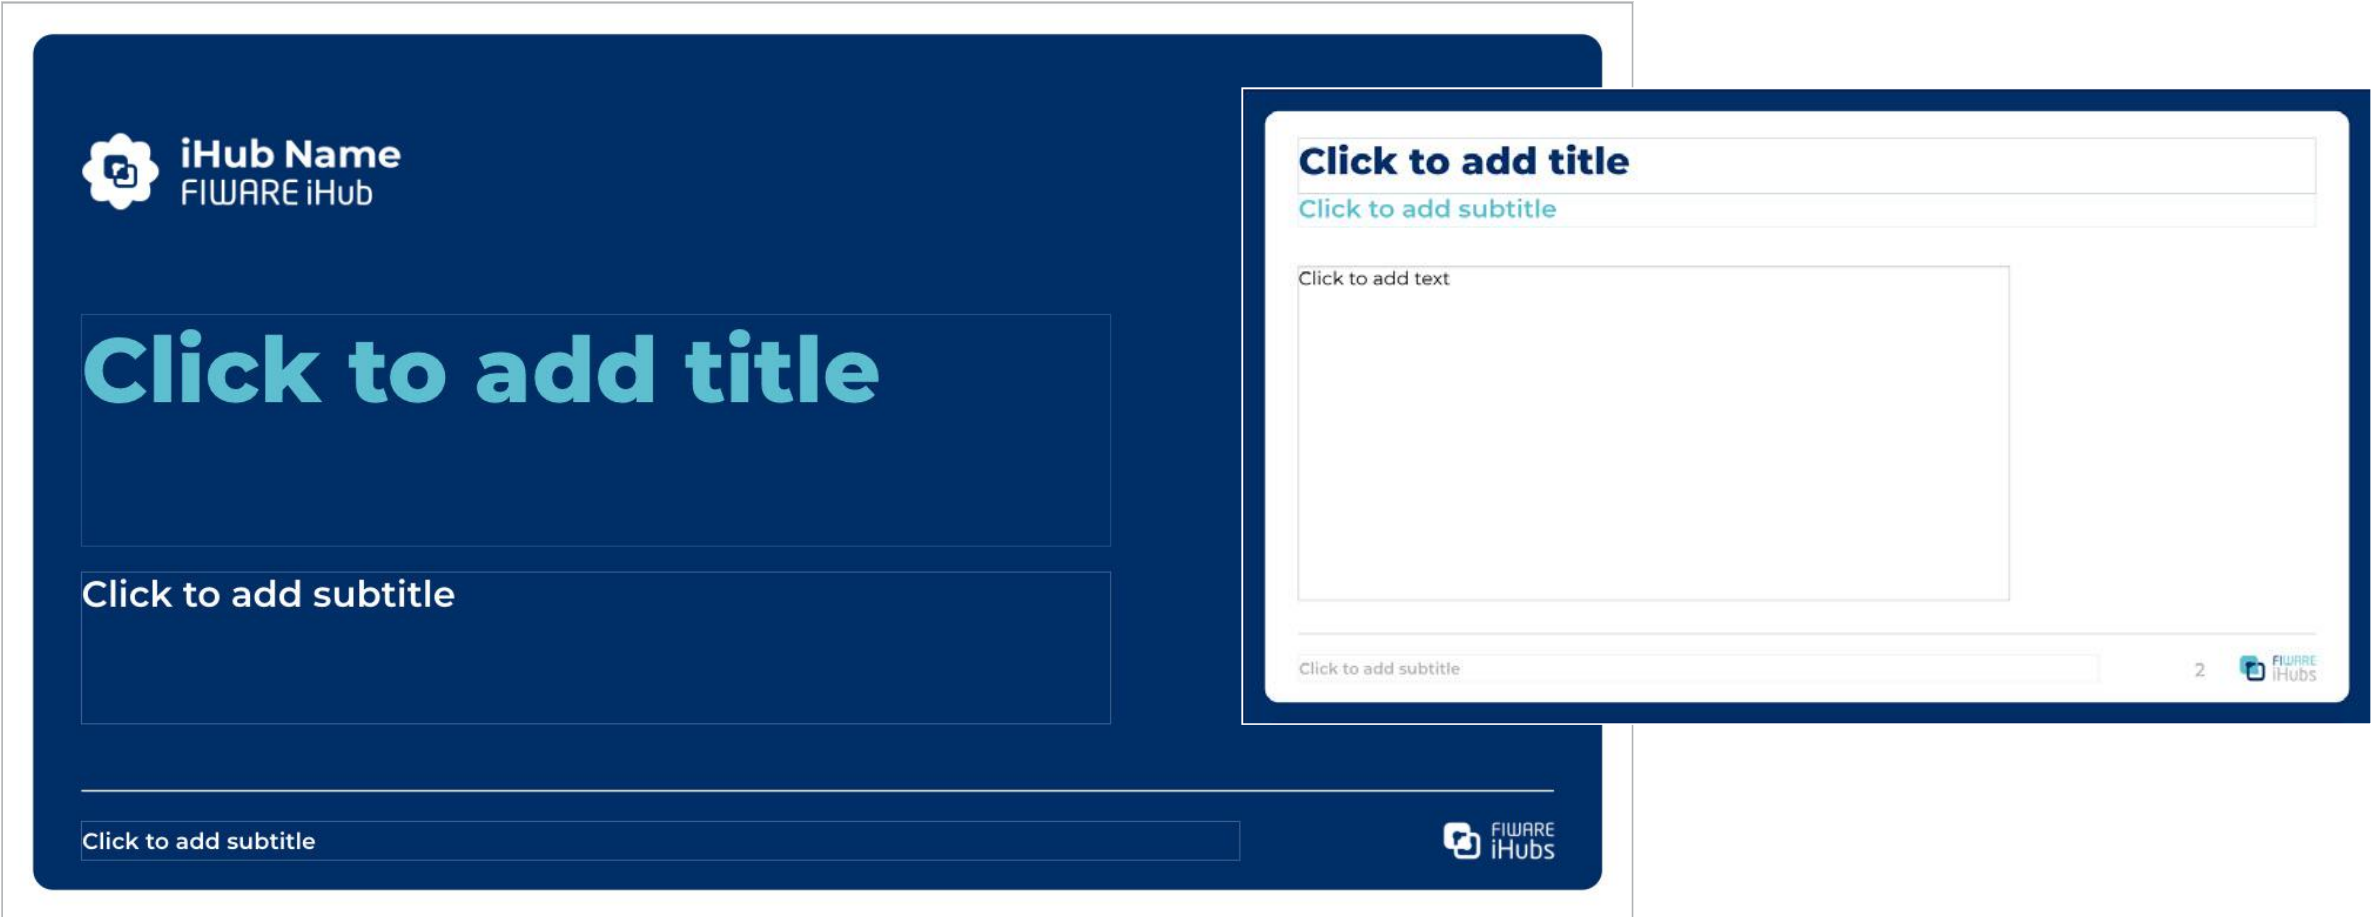 iHub Name
FIWARE iHub
Click to add title
Click to add subtitle
Click to add subtitle
FIWARE
iHubs
Click to add title
Click to add subtitle
Click to add text
Click to add subtitle
2
FIWARE
iHubs